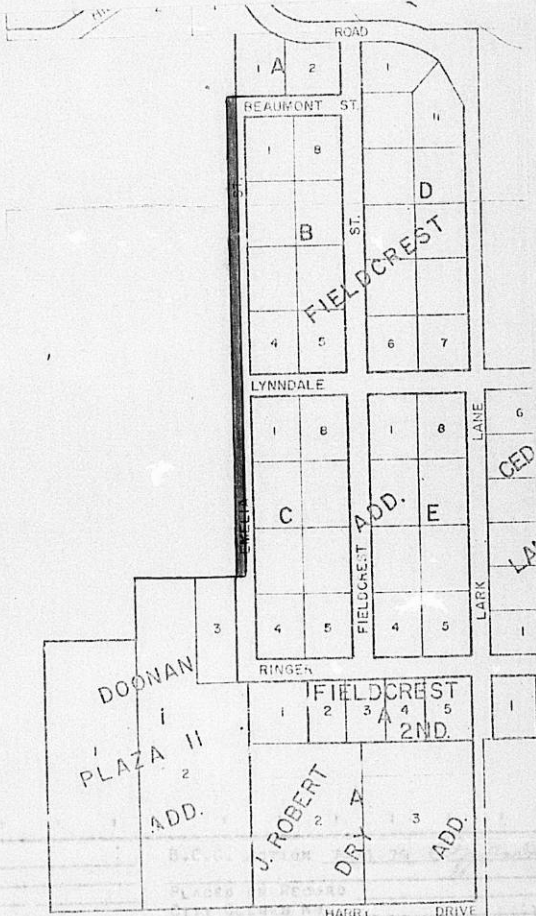 ROAD
1 A 2
1
BEAUMONT ST.
11
1 8
ST.
B
D
ST.
FIELDCREST
4 5
6 7
LYNNDALE
1 8
1 8
LANE
6
CED
C
ADD.
E
EMELIA
FIELDCREST
LARK
LAN
3
4 5
4 5
1
RINGER
DOONAN
1
PLAZA II
2
ADD.
FIELDCREST
1 2 3 4 5
A
2ND.
1
J. ROBERT
DRY
ADD.
A
2
3
HARRY DRIVE